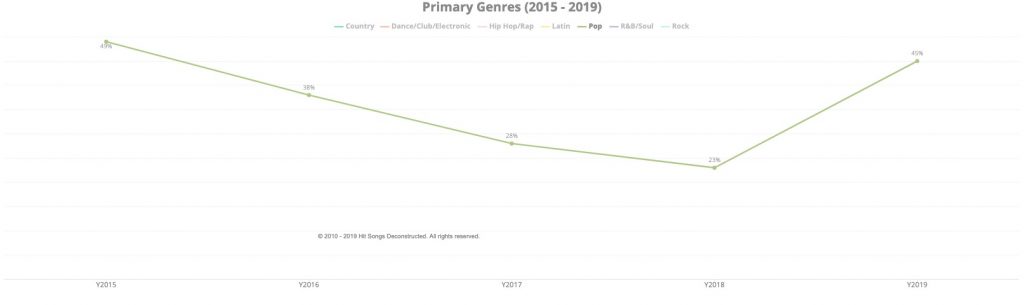 Primary Genres (2015 - 2019)
Country Dance/Club/Electronic Hip Hop/Rap Latin Pop R&B/Soul Rock
49%
38%
28%
23%
45%
© 2010 - 2019 Hit Songs Deconstructed. All rights reserved.
Y2015 Y2016 Y2017 Y2018 Y2019